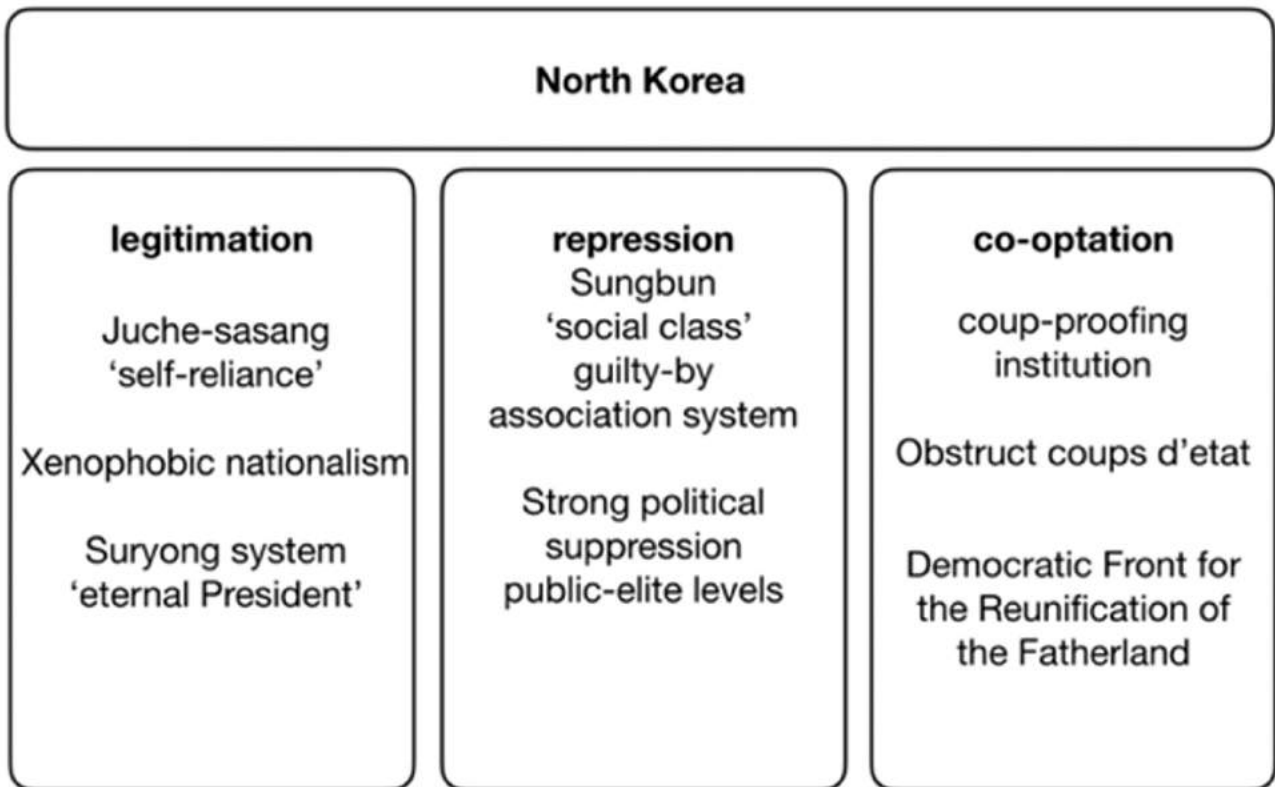 North Korea
legitimation
Juche-sasang
‘self-reliance’
Xenophobic nationalism
Suryong system
‘eternal President’
repression
Sungbun
‘social class’
guilty-by
association system
Strong political
suppression
public-elite levels
co-optation
coup-proofing
institution
Obstruct coups d’etat
Democratic Front for
the Reunification of
the Fatherland